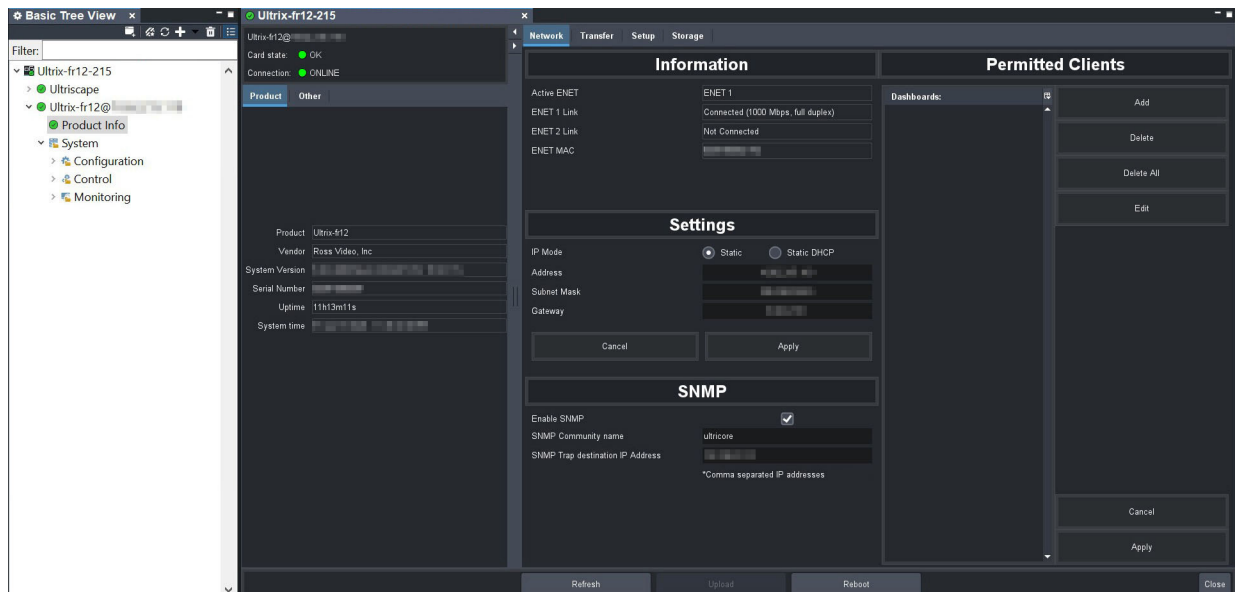 Basic Tree View
Filter:
Ultrix-fr12-215
Ultriscape
Ultrix-fr12@
Product Info
System
Configuration
Control
Monitoring
Ultrix-fr12-215
Ultrix-fr12@
Card state: OK
Connection: ONLINE
Product Other
Product Ultrix-fr12
Vendor Ross Video, Inc
System Version
Serial Number
Uptime 11h13m11s
System time
Network Transfer Setup Storage
Information
Active ENET ENET 1
ENET 1 Link Connected (1000 Mbps, full duplex)
ENET 2 Link Not Connected
ENET MAC
Settings
IP Mode Static Static DHCP
Address
Subnet Mask
Gateway
Cancel Apply
SNMP
Enable SNMP
SNMP Community name ultricore
SNMP Trap destination IP Address
*Comma separated IP addresses
Permitted Clients
Dashboards:
Add
Delete
Delete All
Edit
Cancel
Apply
Refresh Upload Reboot Close